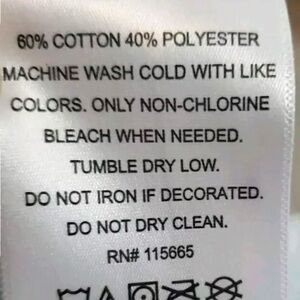 60% COTTON 40% POLYESTER
MACHINE WASH COLD WITH LIKE
COLORS. ONLY NON-CHLORINE
BLEACH WHEN NEEDED.
TUMBLE DRY LOW.
DO NOT IRON IF DECORATED.
DO NOT DRY CLEAN.
RN# 115665